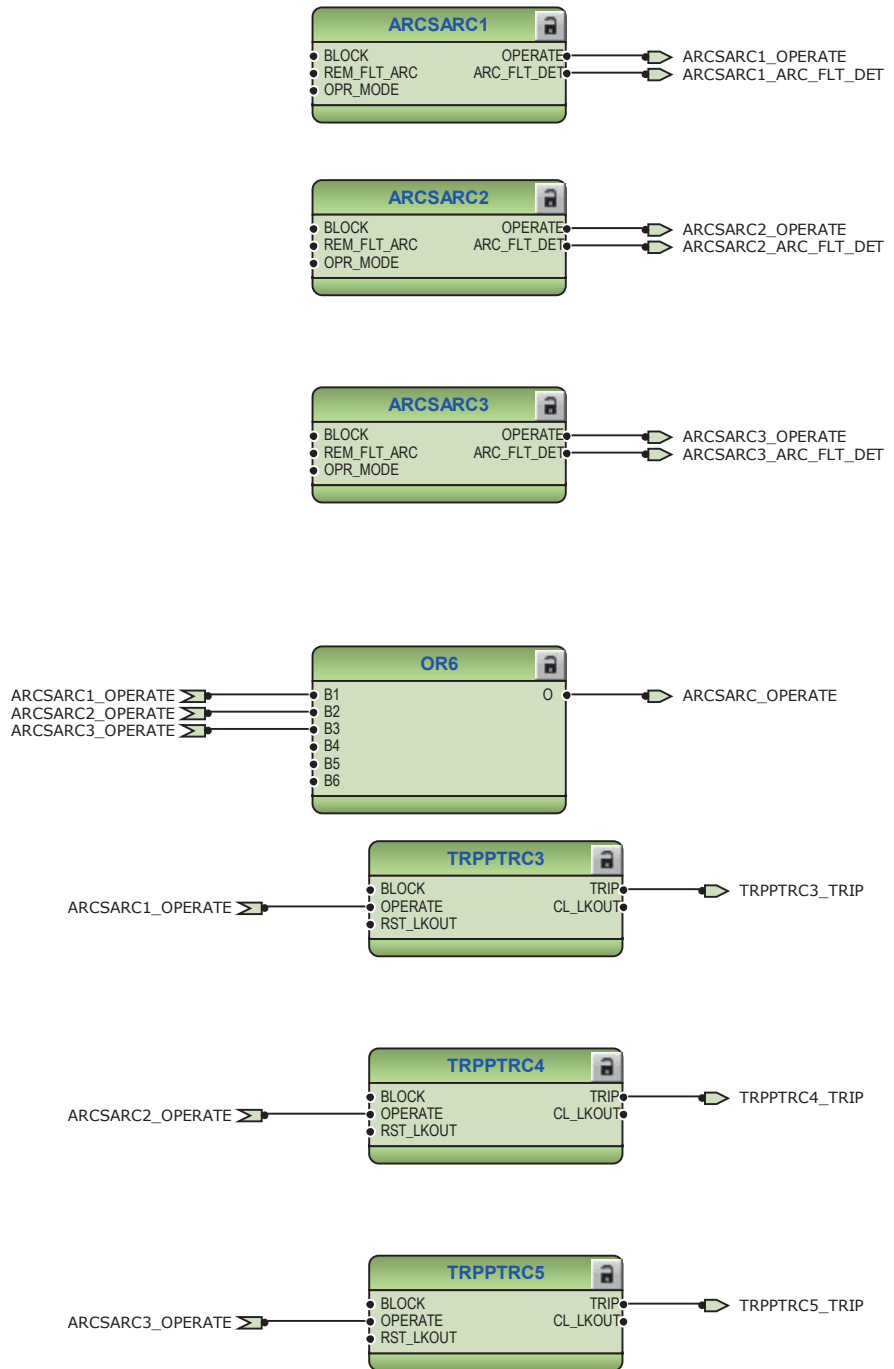 ARCSARC1
BLOCK OPERATE ARCSARC1_OPERATE
REM_FLT_ARC ARC_FLT_DET ARCSARC1_ARC_FLT_DET
OPR_MODE
ARCSARC2
BLOCK OPERATE ARCSARC2_OPERATE
REM_FLT_ARC ARC_FLT_DET ARCSARC2_ARC_FLT_DET
OPR_MODE
ARCSARC3
BLOCK OPERATE ARCSARC3_OPERATE
REM_FLT_ARC ARC_FLT_DET ARCSARC3_ARC_FLT_DET
OPR_MODE
OR6
ARCSARC1_OPERATE B1 O ARCSARC_OPERATE
ARCSARC2_OPERATE B2
ARCSARC3_OPERATE B3
B4
B5
B6
TRPPTRC3
BLOCK TRIP TRPPTRC3_TRIP
ARCSARC1_OPERATE OPERATE CL_LKOUT
RST_LKOUT
TRPPTRC4
BLOCK TRIP TRPPTRC4_TRIP
ARCSARC2_OPERATE OPERATE CL_LKOUT
RST_LKOUT
TRPPTRC5
BLOCK TRIP TRPPTRC5_TRIP
ARCSARC3_OPERATE OPERATE CL_LKOUT
RST_LKOUT